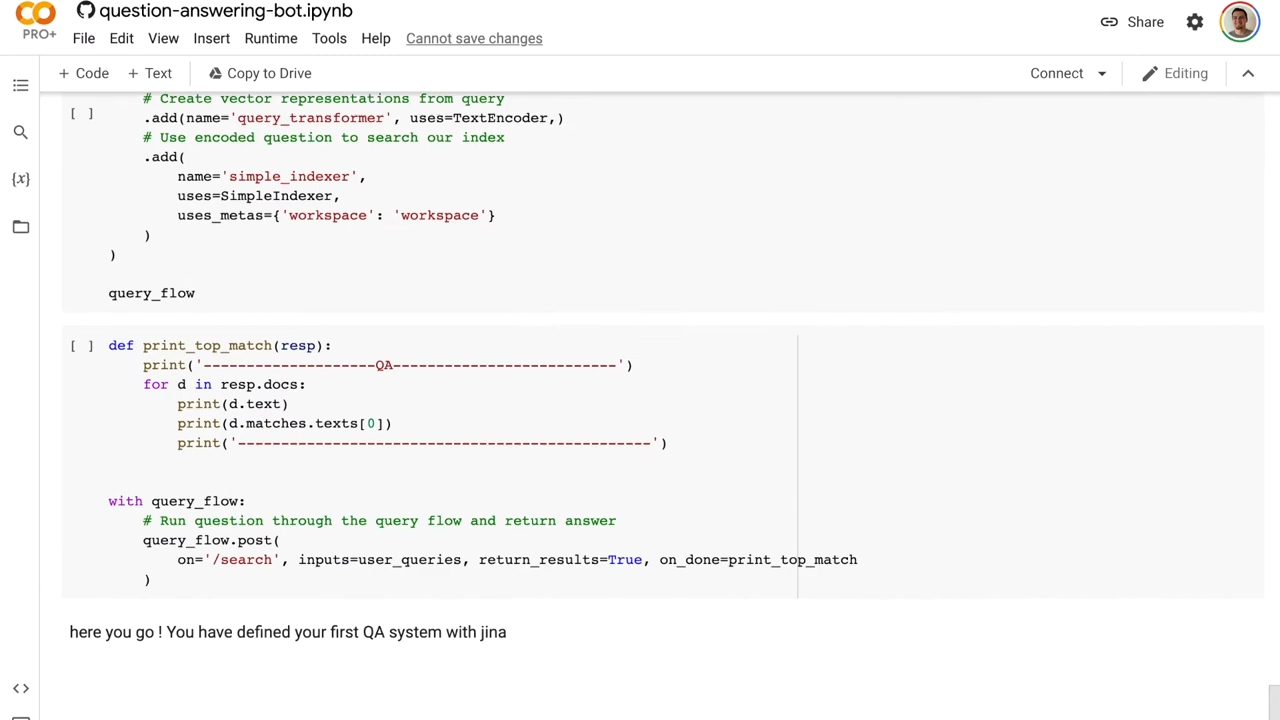 question-answering-bot.ipynb
PRO+
File Edit View Insert Runtime Tools Help Cannot save changes
Share
+ Code + Text Copy to Drive
Connect
Editing
[ ]
# Create vector representations from query
.add(name='query_transformer', uses=TextEncoder,)
# Use encoded question to search our index
.add(
name='simple_indexer',
uses=SimpleIndexer,
uses_metas={'workspace': 'workspace'}
)
)
query_flow
[ ] def print_top_match(resp):
print('--------------------QA--------------------------')
for d in resp.docs:
print(d.text)
print(d.matches.texts[0])
print('------------------------------------------------')
with query_flow:
# Run question through the query flow and return answer
query_flow.post(
on='/search', inputs=user_queries, return_results=True, on_done=print_top_match
)
here you go ! You have defined your first QA system with jina
{x}
<>